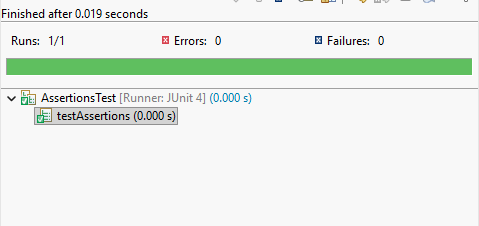 Finished after 0.019 seconds
Runs: 1/1 Errors: 0 Failures: 0
AssertionsTest [Runner: JUnit 4] (0.000 s)
testAssertions (0.000 s)